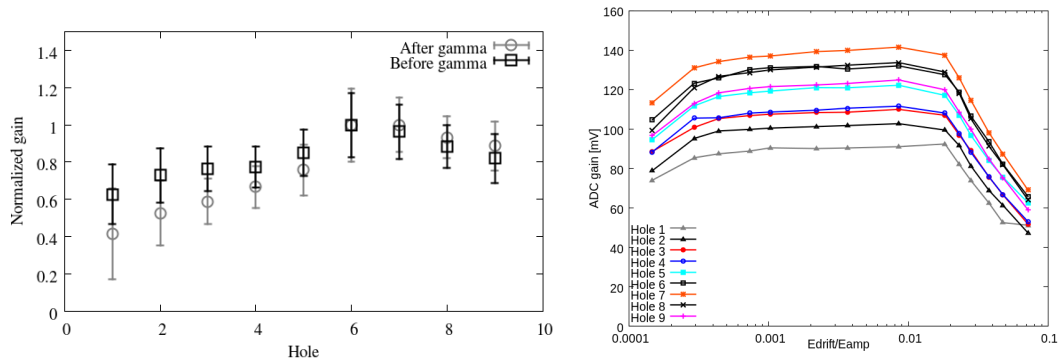 1.4
1.2
1
0.8
0.6
0.4
0.2
0
0 2 4 6 8 10
Normalized gain
Hole
After gamma
Before gamma
160
140
120
100
80
60
40
20
0
0.0001 0.001 0.01 0.1
ADC gain [mV]
Edrift/Eamp
Hole 1
Hole 2
Hole 3
Hole 4
Hole 5
Hole 6
Hole 7
Hole 8
Hole 9